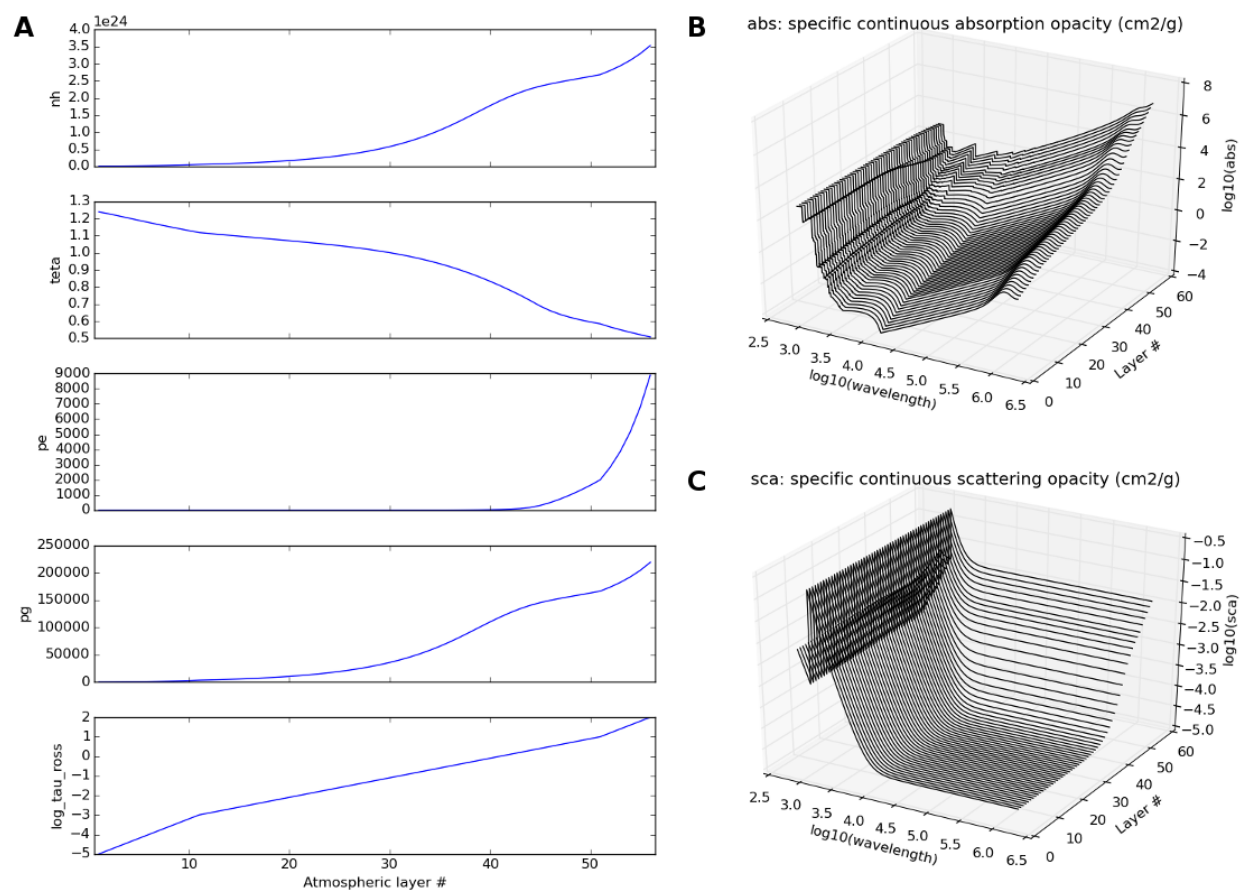 A
1e24
4.0
3.5
3.0
2.5
2.0
1.5
1.0
0.5
0.0
nh
1.3
1.2
1.1
1.0
0.9
0.8
0.7
0.6
0.5
teta
9000
8000
7000
6000
5000
4000
3000
2000
1000
0
pe
250000
200000
150000
100000
50000
0
pg
2
1
0
−1
−2
−3
−4
−5
log_tau_ross
10 20 30 40 50
Atmospheric layer #
B abs: specific continuous absorption opacity (cm2/g)
8
6
4
2
0
−2
−4
log10(abs)
2.5 3.0 3.5 4.0 4.5 5.0 5.5 6.0 6.5
log10(wavelength)
0 10 20 30 40 50 60
Layer #
C sca: specific continuous scattering opacity (cm2/g)
−0.5
−1.0
−1.5
−2.0
−2.5
−3.0
−3.5
−4.0
−4.5
−5.0
log10(sca)
2.5 3.0 3.5 4.0 4.5 5.0 5.5 6.0 6.5
log10(wavelength)
0 10 20 30 40 50 60
Layer #